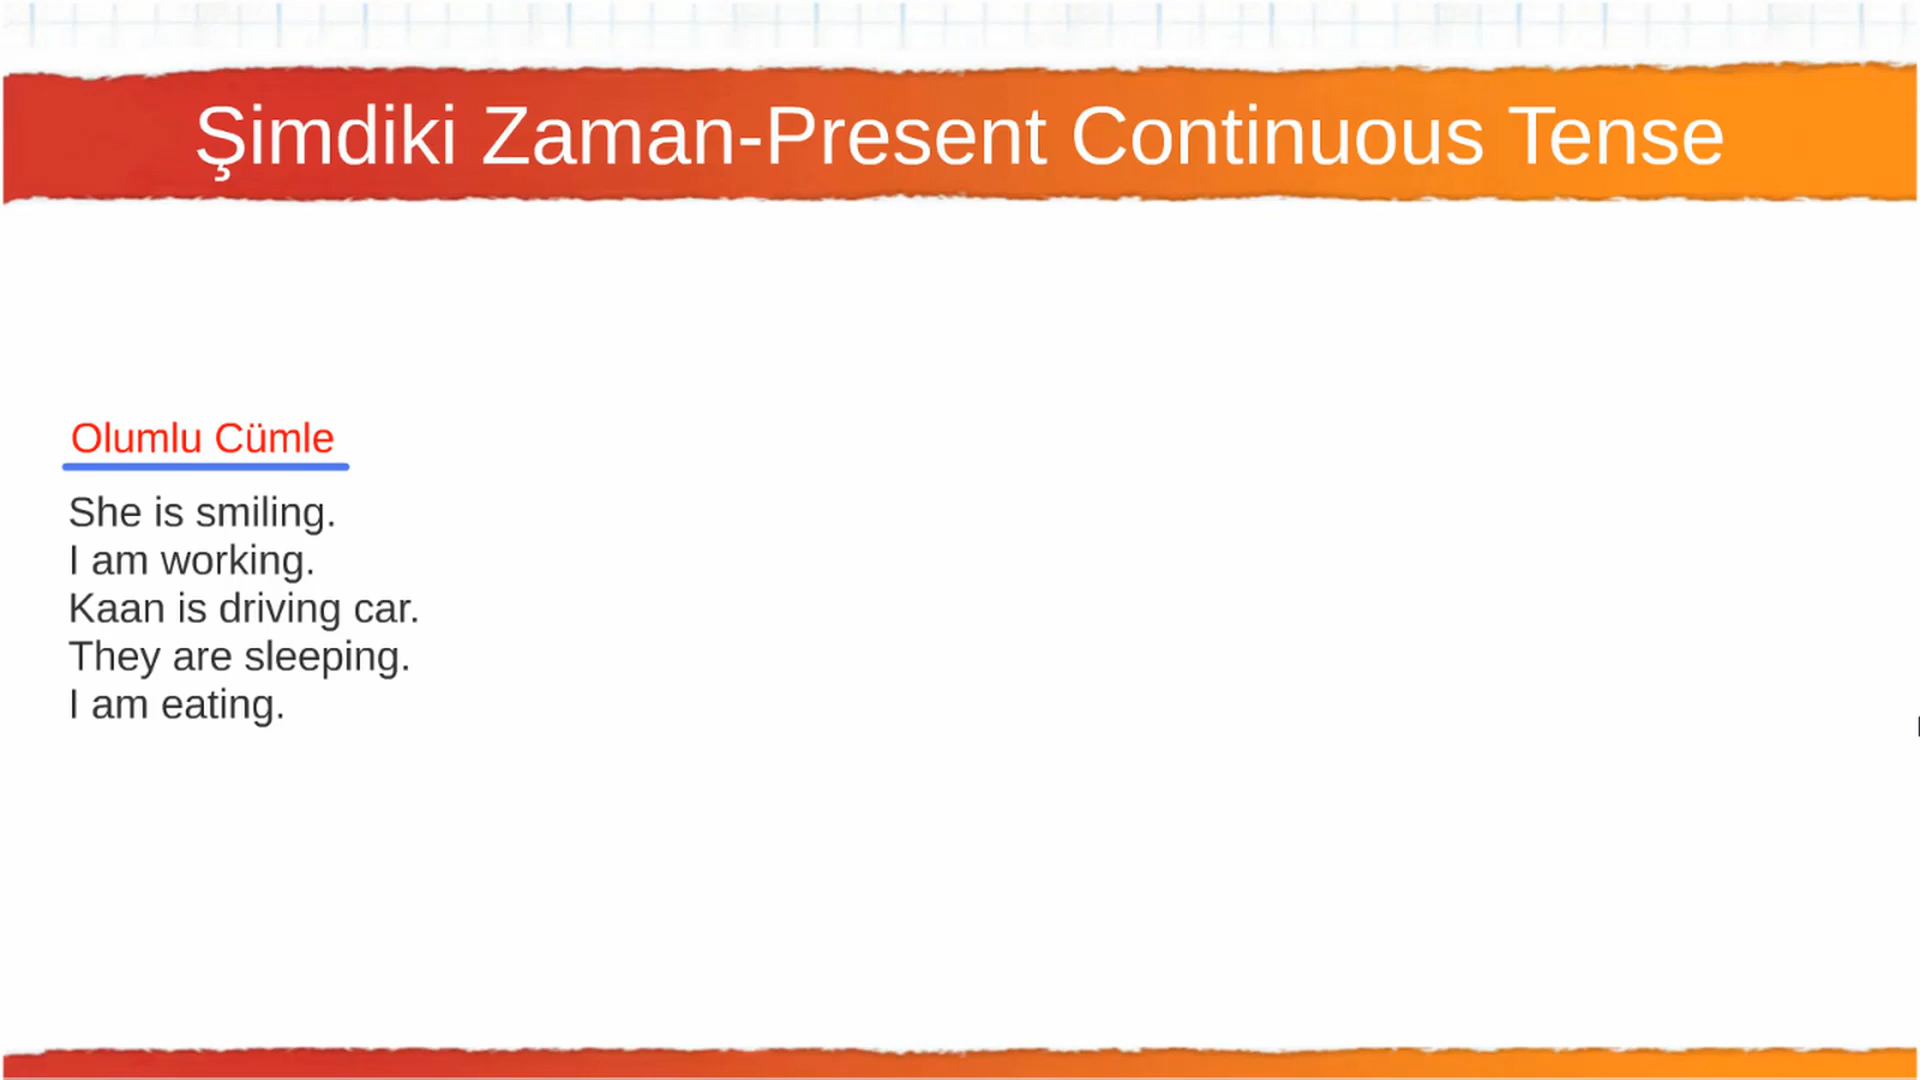 Şimdiki Zaman-Present Continuous Tense
Olumlu Cümle
She is smiling.
I am working.
Kaan is driving car.
They are sleeping.
I am eating.